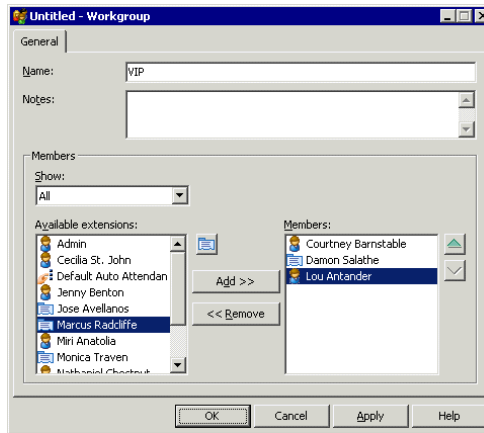 Untitled - Workgroup
General
Name:
VIP
Notes:
Members
Show:
All
Available extensions:
Admin
Cecilia St. John
Default Auto Attendan
Jenny Benton
Jose Avellanos
Marcus Radcliffe
Miri Anatolia
Monica Traven
Nathaniel Chestnut
Add >>
<< Remove
Members:
Courtney Barnstable
Damon Salathe
Lou Antander
OK
Cancel
Apply
Help